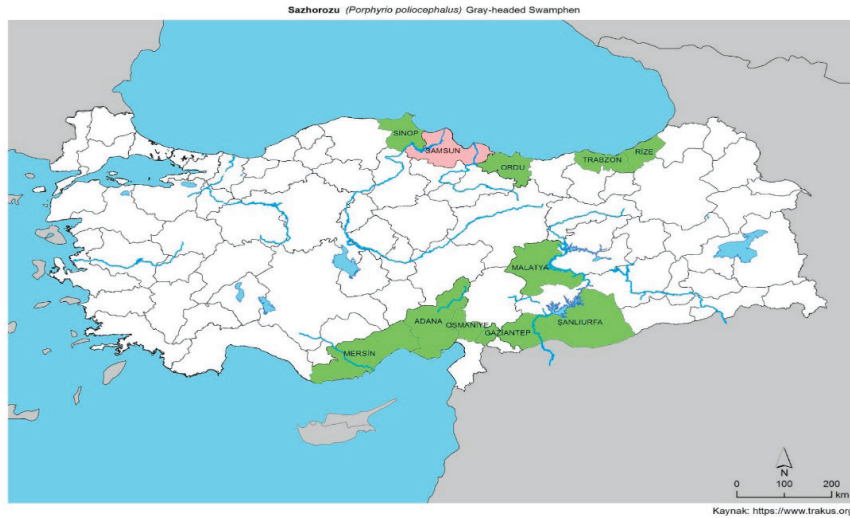 Sazhorozu (Porphyrio poliocephalus) Gray-headed Swamphen
SİNOP
SAMSUN
ORDU
TRABZON
RİZE
MALATYA
ADANA
OSMANİYE
GAZİANTEP
ŞANLIURFA
MERSİN
N
0 100 200
km
Kaynak: https://www.trakus.org